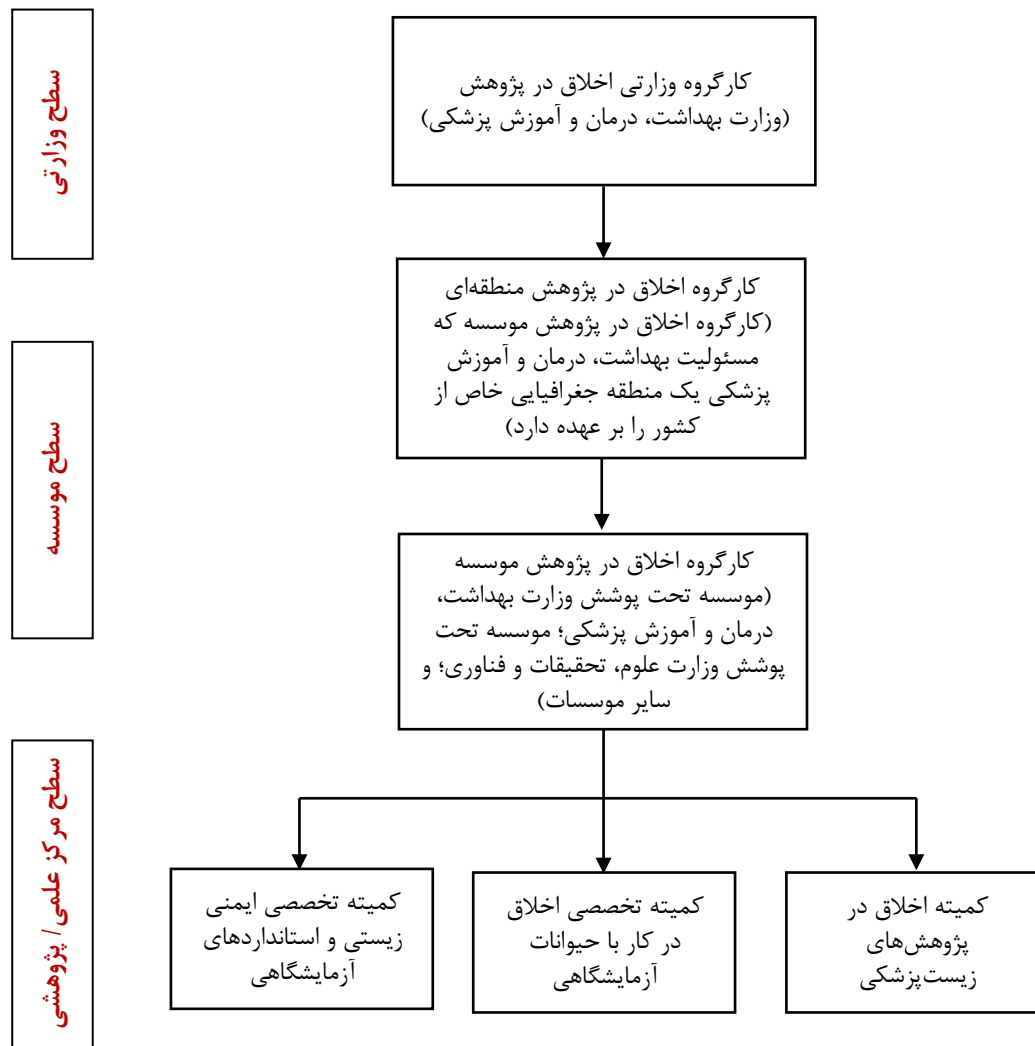 سطح وزارتی
کارگروه وزارتی اخلاق در پژوهش
(وزارت بهداشت، درمان و آموزش پزشکی)
کارگروه اخلاق در پژوهش منطقه‌ای
(کارگروه اخلاق در پژوهش موسسه که
مسئولیت بهداشت، درمان و آموزش
پزشکی یک منطقه جغرافیایی خاص از
کشور را بر عهده دارد)
سطح موسسه
کارگروه اخلاق در پژوهش موسسه
(موسسه تحت پوشش وزارت بهداشت،
درمان و آموزش پزشکی؛ موسسه تحت
پوشش وزارت علوم، تحقیقات و فناوری؛ و
سایر موسسات)
سطح مرکز علمی/ پژوهشی
کمیته اخلاق در
پژوهش‌های
زیست‌پزشکی
کمیته تخصصی اخلاق
در کار با حیوانات
آزمایشگاهی
کمیته تخصصی ایمنی
زیستی و استانداردهای
آزمایشگاهی